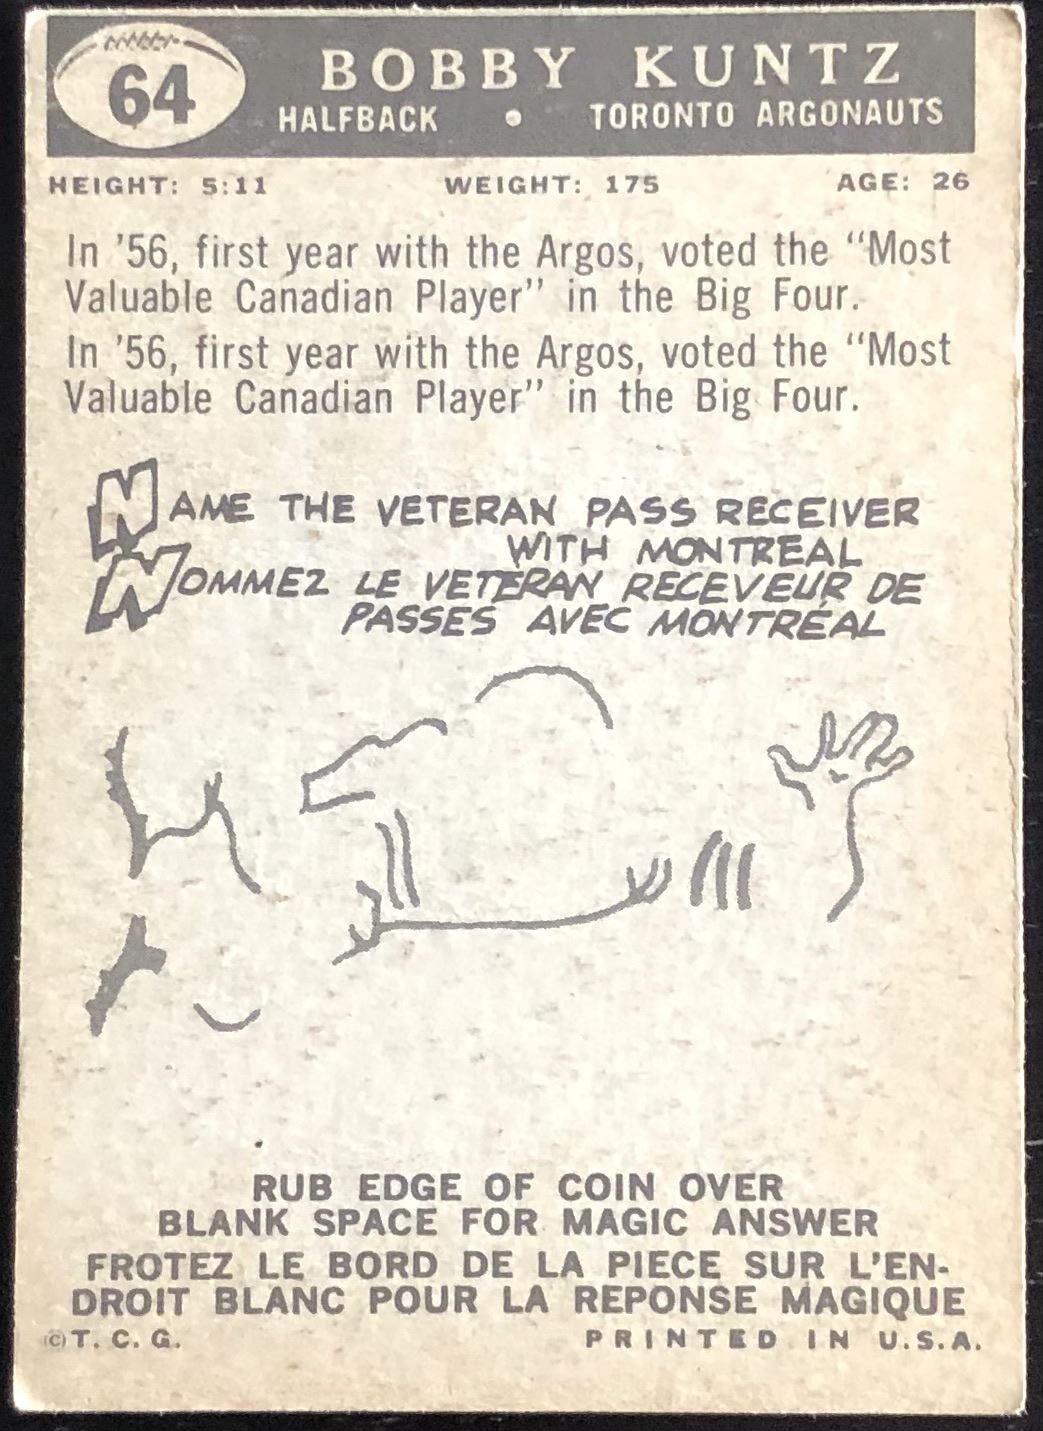 64
BOBBY KUNTZ
HALFBACK • TORONTO ARGONAUTS
HEIGHT: 5:11 WEIGHT: 175 AGE: 26
In '56, first year with the Argos, voted the "Most
Valuable Canadian Player" in the Big Four.
In '56, first year with the Argos, voted the "Most
Valuable Canadian Player" in the Big Four.
NAME THE VETERAN PASS RECEIVER
WITH MONTREAL
NOMMEZ LE VETERAN RECEVEUR DE
PASSES AVEC MONTRÉAL
RUB EDGE OF COIN OVER
BLANK SPACE FOR MAGIC ANSWER
FROTEZ LE BORD DE LA PIECE SUR L'EN-
DROIT BLANC POUR LA REPONSE MAGIQUE
©T. C. G. PRINTED IN U.S.A.